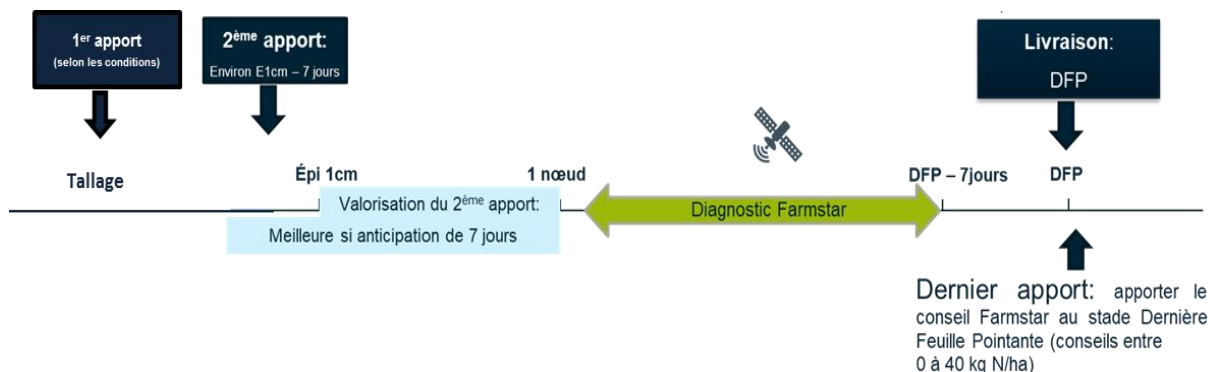 1er apport
(selon les conditions)
2ème apport:
Environ E1cm – 7 jours
Livraison:
DFP
Tallage
Épi 1cm
1 nœud
DFP – 7jours
DFP
Valorisation du 2ème apport:
Meilleure si anticipation de 7 jours
Diagnostic Farmstar
Dernier apport: apporter le
conseil Farmstar au stade Dernière
Feuille Pointante (conseils entre
0 à 40 kg N/ha)